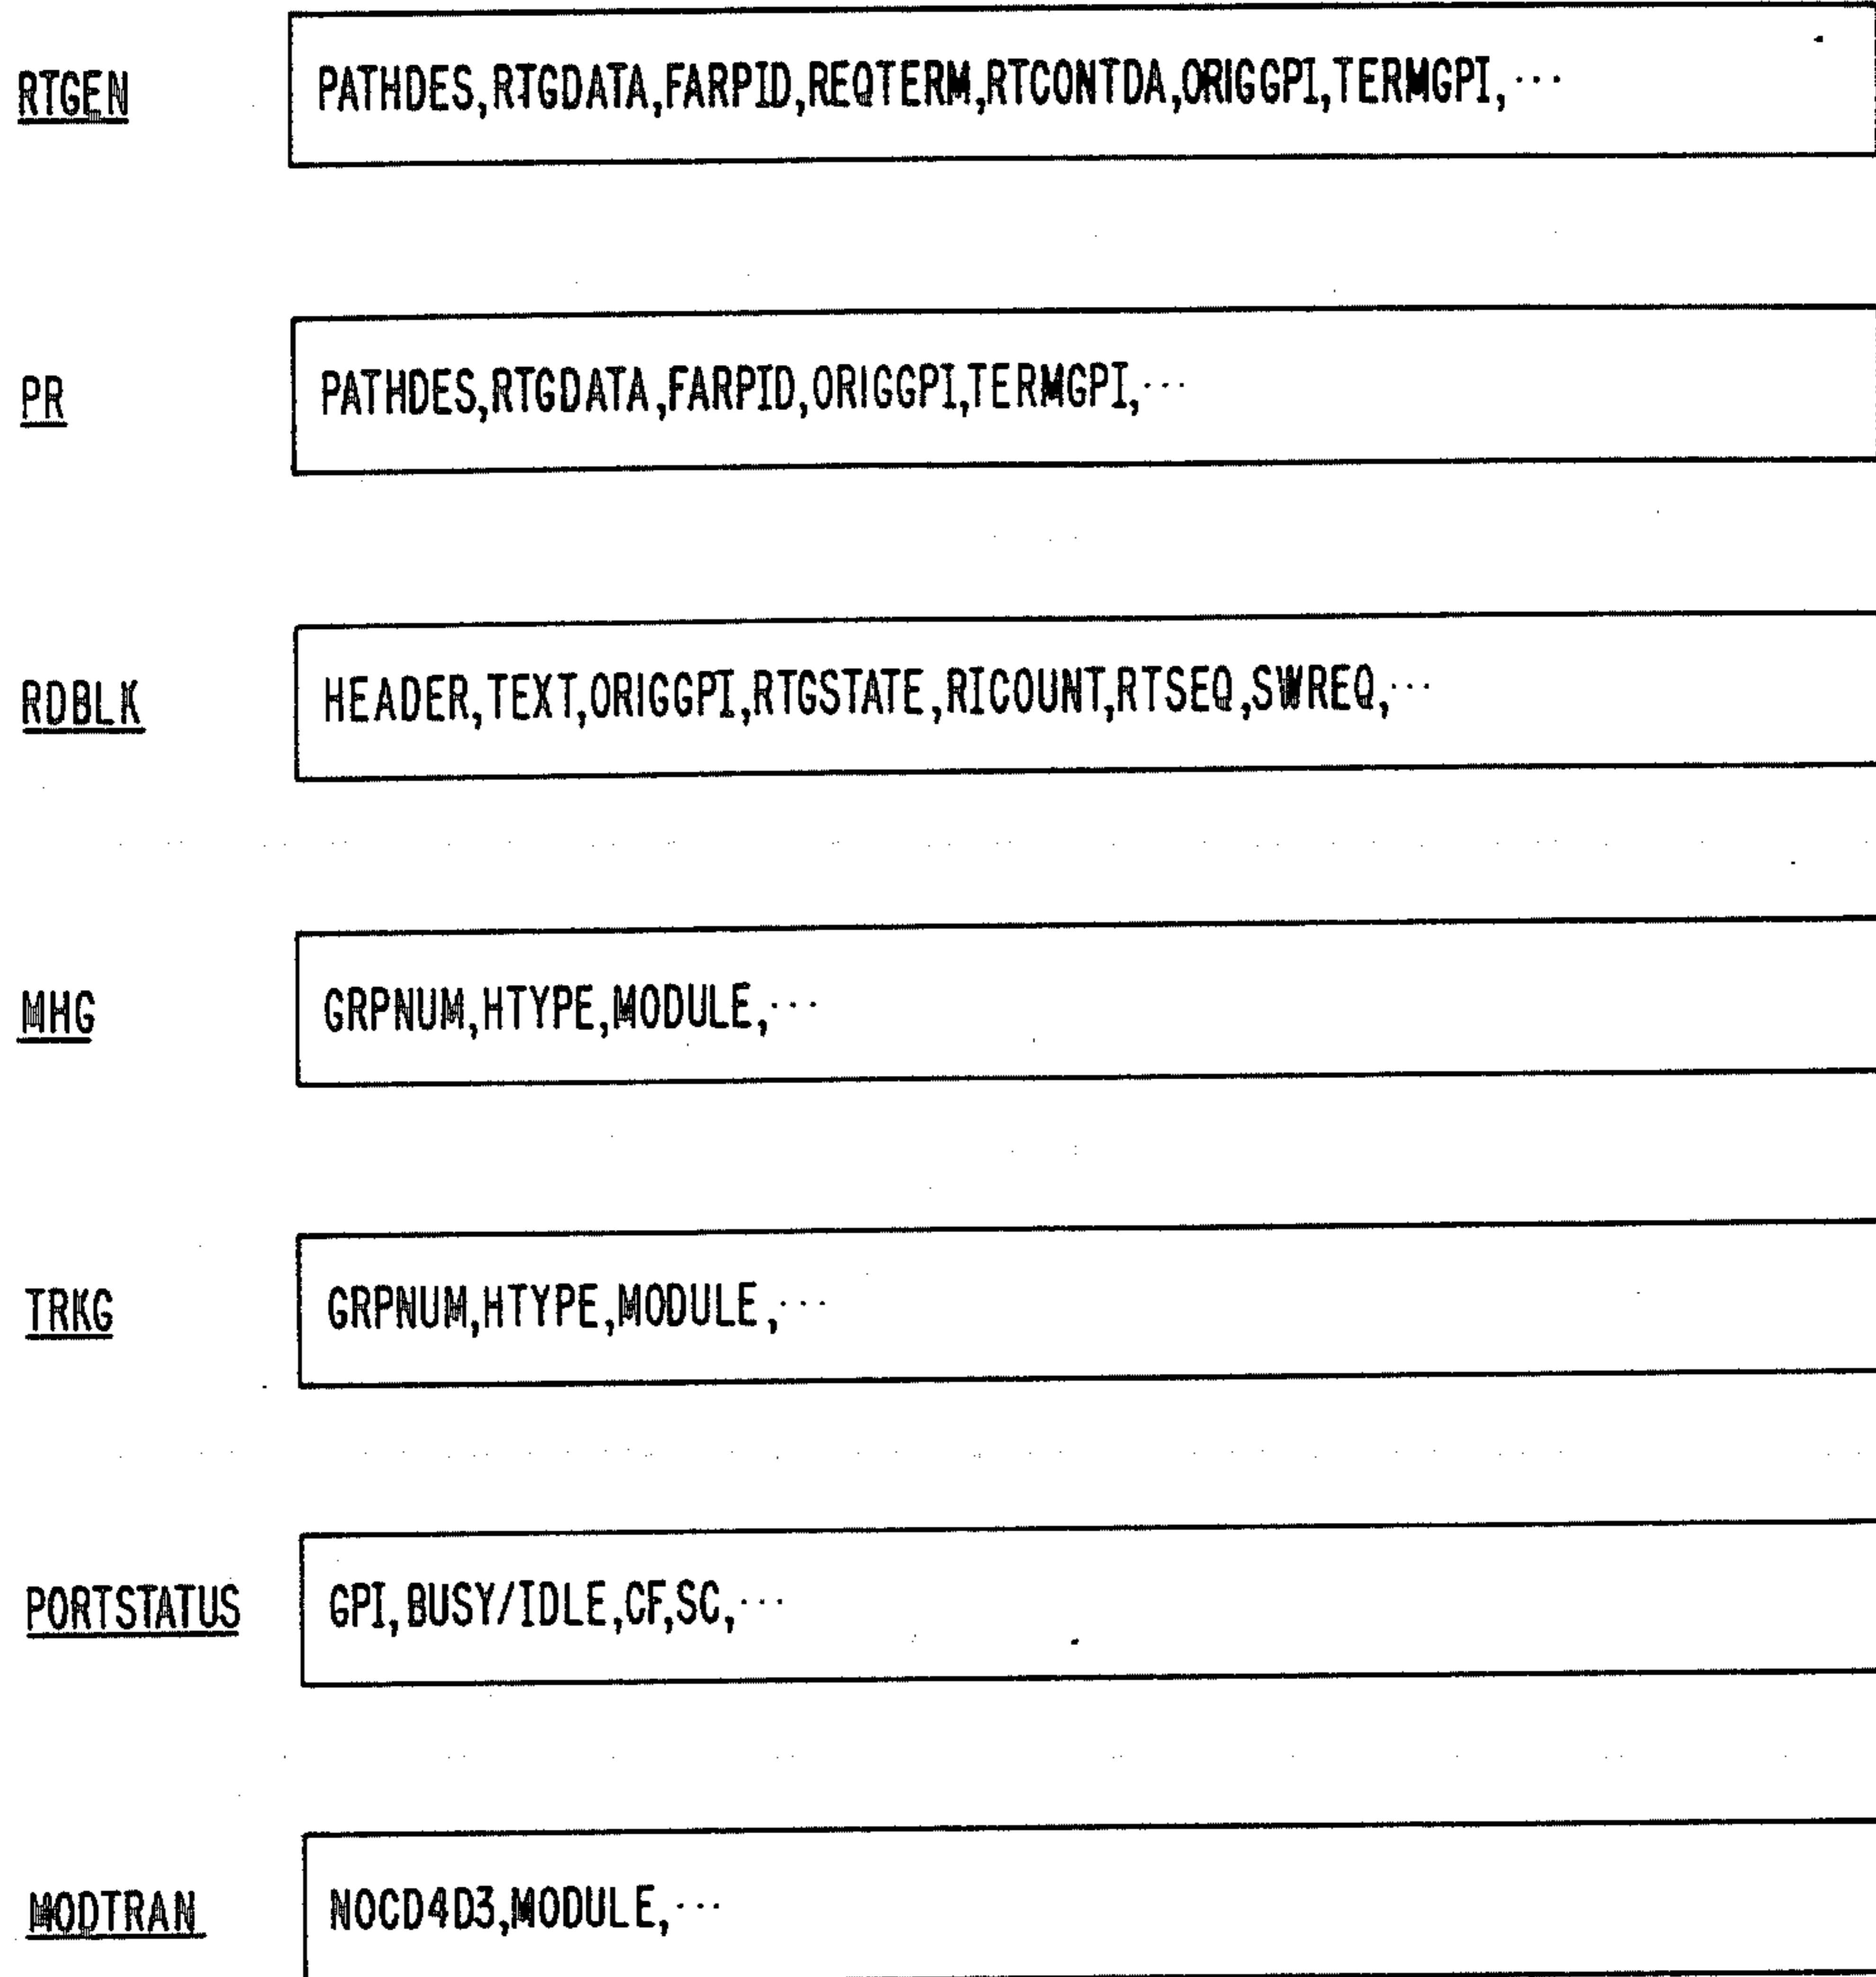 RTGEN PATHDES,RTGDATA,FARPID,REQTERM,RTCONTDA,ORIGGPI,TERMGPI,···
PR PATHDES,RTGDATA,FARPID,ORIGGPI,TERMGPI,···
RDBLK HEADER,TEXT,ORIGGPI,RTGSTATE,RICOUNT,RTSEQ,SWREQ,···
MHG GRPNUM,HTYPE,MODULE,···
TRKG GRPNUM,HTYPE,MODULE,···
PORTSTATUS GPI,BUSY/IDLE,CF,SC,···
MODTRAN NOCD4D3,MODULE,···